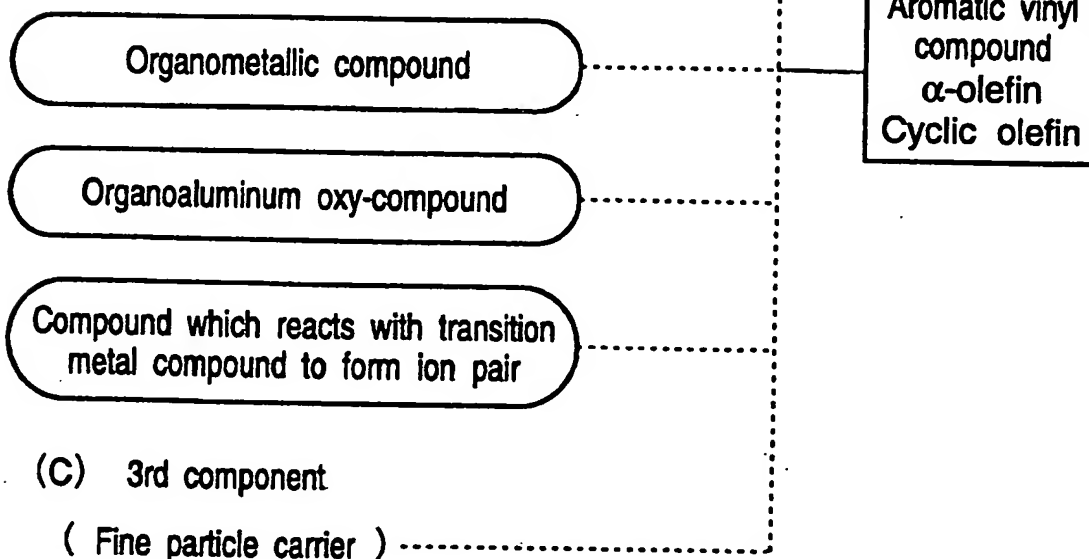 Organometallic compound
Organoaluminum oxy-compound
Compound which reacts with transition
metal compound to form ion pair
(C) 3rd component
( Fine particle carrier )
Aromatic vinyl
compound
α-olefin
Cyclic olefin